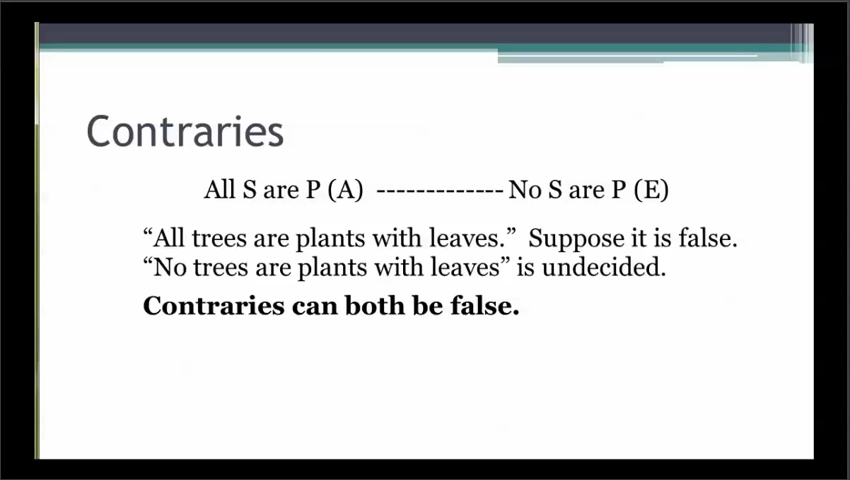 Contraries
All S are P (A) ------------- No S are P (E)
“All trees are plants with leaves.” Suppose it is false.
“No trees are plants with leaves” is undecided.
Contraries can both be false.